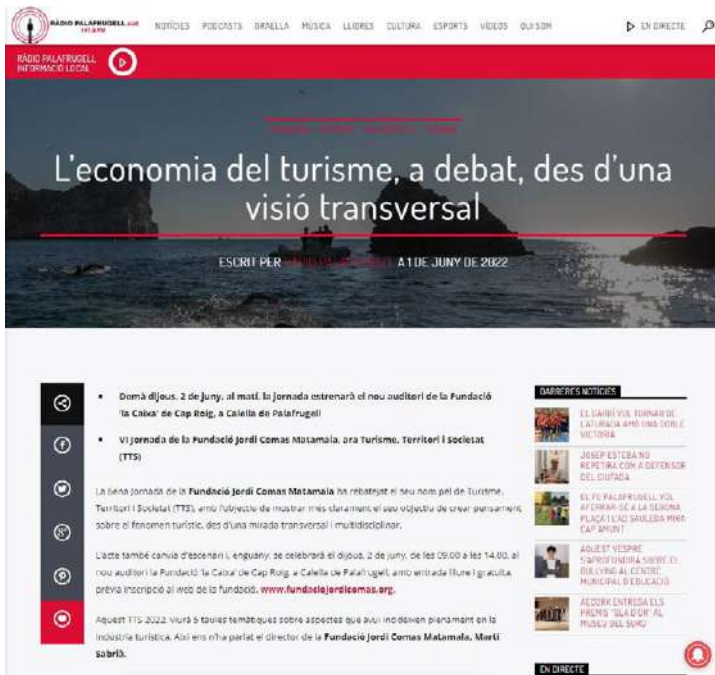 RÀDIO PALAFRUGELL.cat
107.8 FM
NOTÍCIES PODCASTS GRAELLA MÚSICA LLIBRES CULTURA ESPORTS VÍDEOS QUI SOM
EN DIRECTE
RÀDIO PALAFRUGELL
INFORMACIÓ LOCAL
L'economia del turisme, a debat, des d'una
visió transversal
ESCRIT PER
A 1 DE JUNY DE 2022
Demà dijous, 2 de juny, al matí, la jornada estrenarà el nou auditori de la Fundació
'la Caixa' de Cap Roig, a Calella de Palafrugell
VI Jornada de la Fundació Jordi Comas Matamala, ara Turisme, Territori i Societat
(TTS)
La 6ena Jornada de la Fundació Jordi Comas Matamala ha rebatejat el seu nom pel de Turisme,
Territori i Societat (TTS), amb l'objectiu de mostrar més clarament el seu objectiu de crear pensament
sobre el fenomen turístic, des d'una mirada transversal i multidisciplinar.
L'acte també canvia d'escenari i, enguany, se celebrarà el dijous, 2 de juny, de les 09.00 a les 14.00, al
nou auditori la Fundació 'la Caixa' de Cap Roig, a Calella de Palafrugell, amb entrada lliure i gratuïta,
prèvia inscripció al web de la fundació, www.fundaciojordicomas.org.
Aquest TTS 2022, viurà 5 taules temàtiques sobre aspectes que avui incideixen plenament en la
indústria turística. Així ens n'ha parlat el director de la Fundació Jordi Comas Matamala, Martí
Sabrià.
DARRERES NOTÍCIES
EL GARBÍ VOL TORNAR DE
L'ATURADA AMB UNA DOBLE
VICTÒRIA
JOSEP ESTEBA NO
REPETIRÀ COM A DEFENSOR
DEL CIUTADÀ
EL FC PALAFRUGELL VOL
AFERMAR-SE A LA SEGONA
PLAÇA I L'AD SAULEDA MIRA
CAP AMUNT
AQUEST VESPRE
S'APROFUNDIRÀ SOBRE EL
BULLYING AL CENTRE
MUNICIPAL D'EDUCACIÓ
AECORK ENTREGA ELS
PREMIS 'GLA D'OR' AL
MUSEU DEL SURO
EN DIRECTE